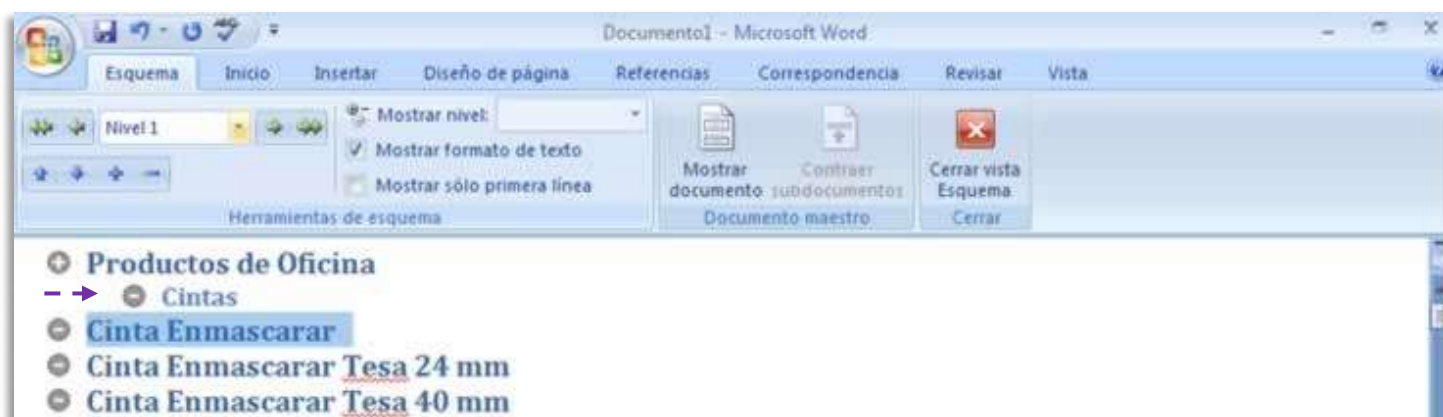 Documento1 - Microsoft Word
Esquema Inicio Insertar Diseño de página Referencias Correspondencia Revisar Vista
Nivel 1
Mostrar nivel:
Mostrar formato de texto
Mostrar sólo primera línea
Herramientas de esquema
Mostrar documento
Contraer subdocumentos
Documento maestro
Cerrar vista Esquema
Cerrar
Productos de Oficina
Cintas
Cinta Enmascarar
Cinta Enmascarar Tesa 24 mm
Cinta Enmascarar Tesa 40 mm